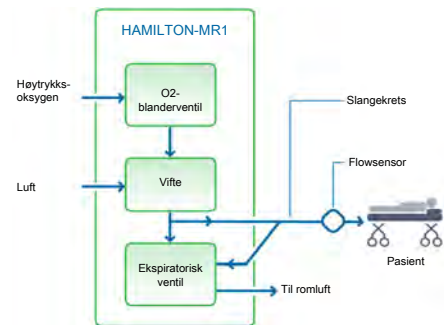 HAMILTON-MR1
Høytrykks-
oksygen
O2-
blanderventil
Slangekrets
Flowsensor
Luft
Vifte
Pasient
Ekspiratorisk
ventil
Til romluft